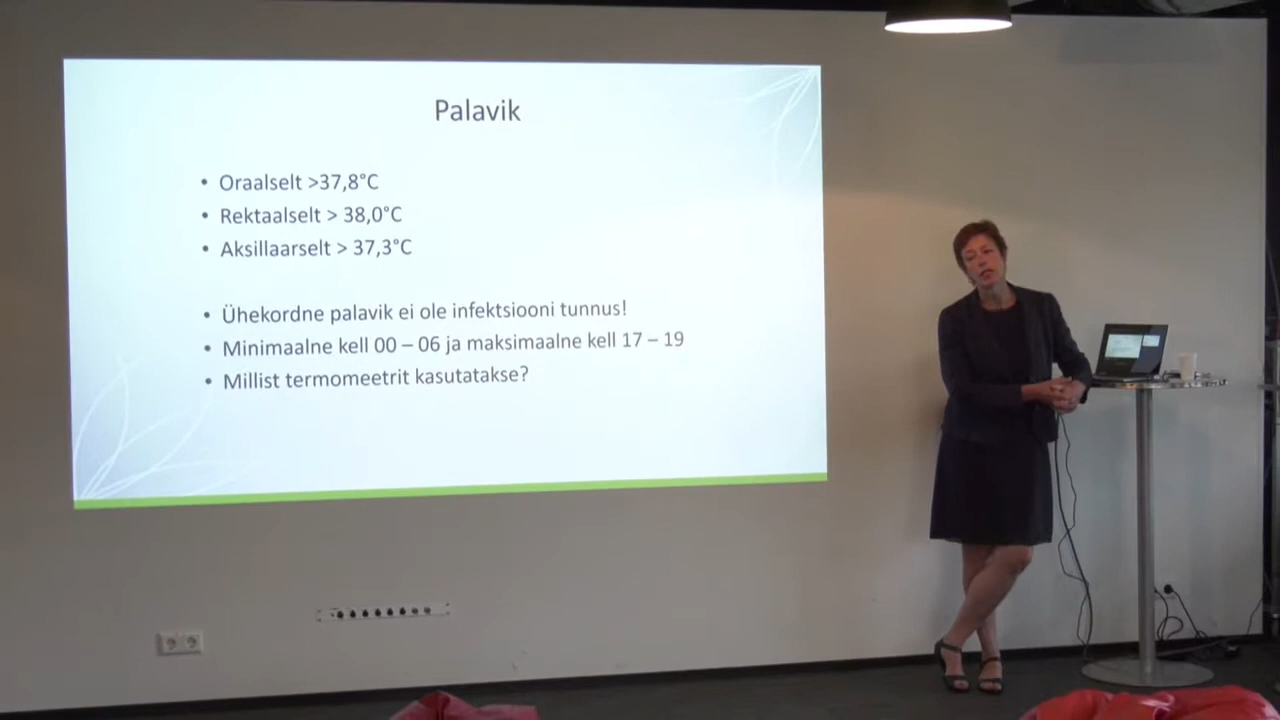 Palavik
• Oraalselt >37,8°C
• Rektaalselt > 38,0°C
• Aksillaarselt > 37,3°C
• Ühekordne palavik ei ole infektsiooni tunnus!
• Minimaalne kell 00 – 06 ja maksimaalne kell 17 – 19
• Millist termomeetrit kasutatakse?